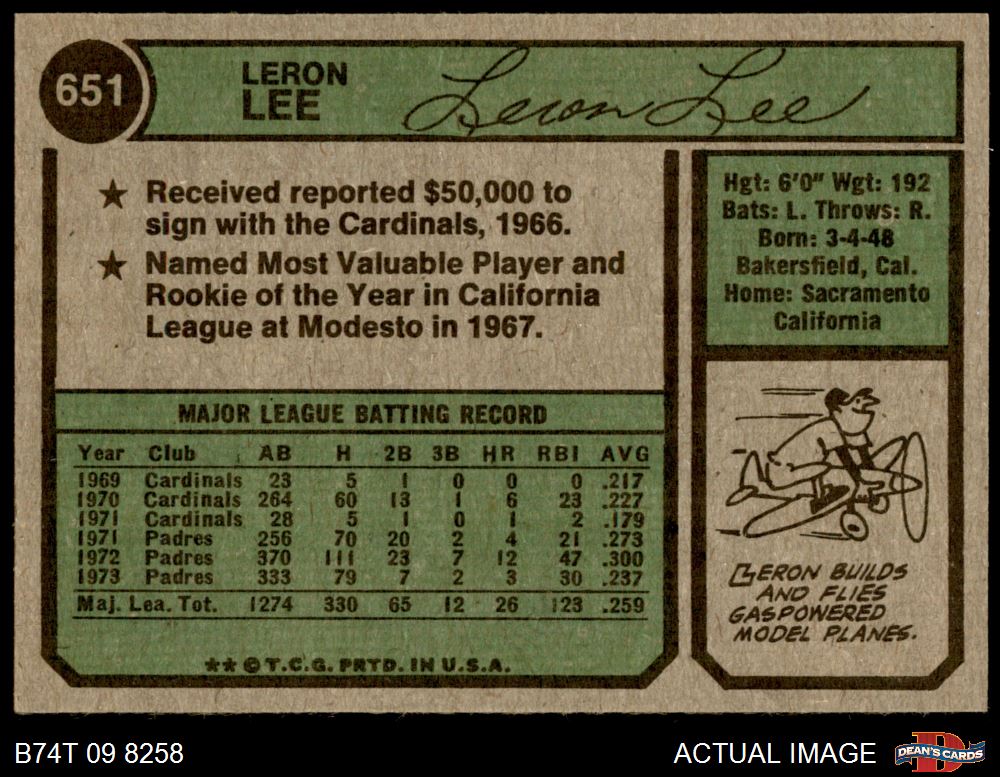 651
LERON
LEE
Leron Lee
★ Received reported $50,000 to
sign with the Cardinals, 1966.
★ Named Most Valuable Player and
Rookie of the Year in California
League at Modesto in 1967.
Hgt: 6'0" Wgt: 192
Bats: L. Throws: R.
Born: 3-4-48
Bakersfield, Cal.
Home: Sacramento
California
MAJOR LEAGUE BATTING RECORD
Year Club AB H 2B 3B HR RBI AVG
1969 Cardinals 23 5 1 0 0 0 .217
1970 Cardinals 264 60 13 1 6 23 .227
1971 Cardinals 28 5 1 0 1 2 .179
1971 Padres 256 70 20 2 4 21 .273
1972 Padres 370 111 23 7 12 47 .300
1973 Padres 333 79 7 2 3 30 .237
Maj. Lea. Tot. 1274 330 65 12 26 123 .259
★★ © T.C.G. PRTD. IN U.S.A.
LERON BUILDS
AND FLIES
GASPOWERED
MODEL PLANES.
B74T 09 8258
ACTUAL IMAGE
D
DEAN'S CARDS